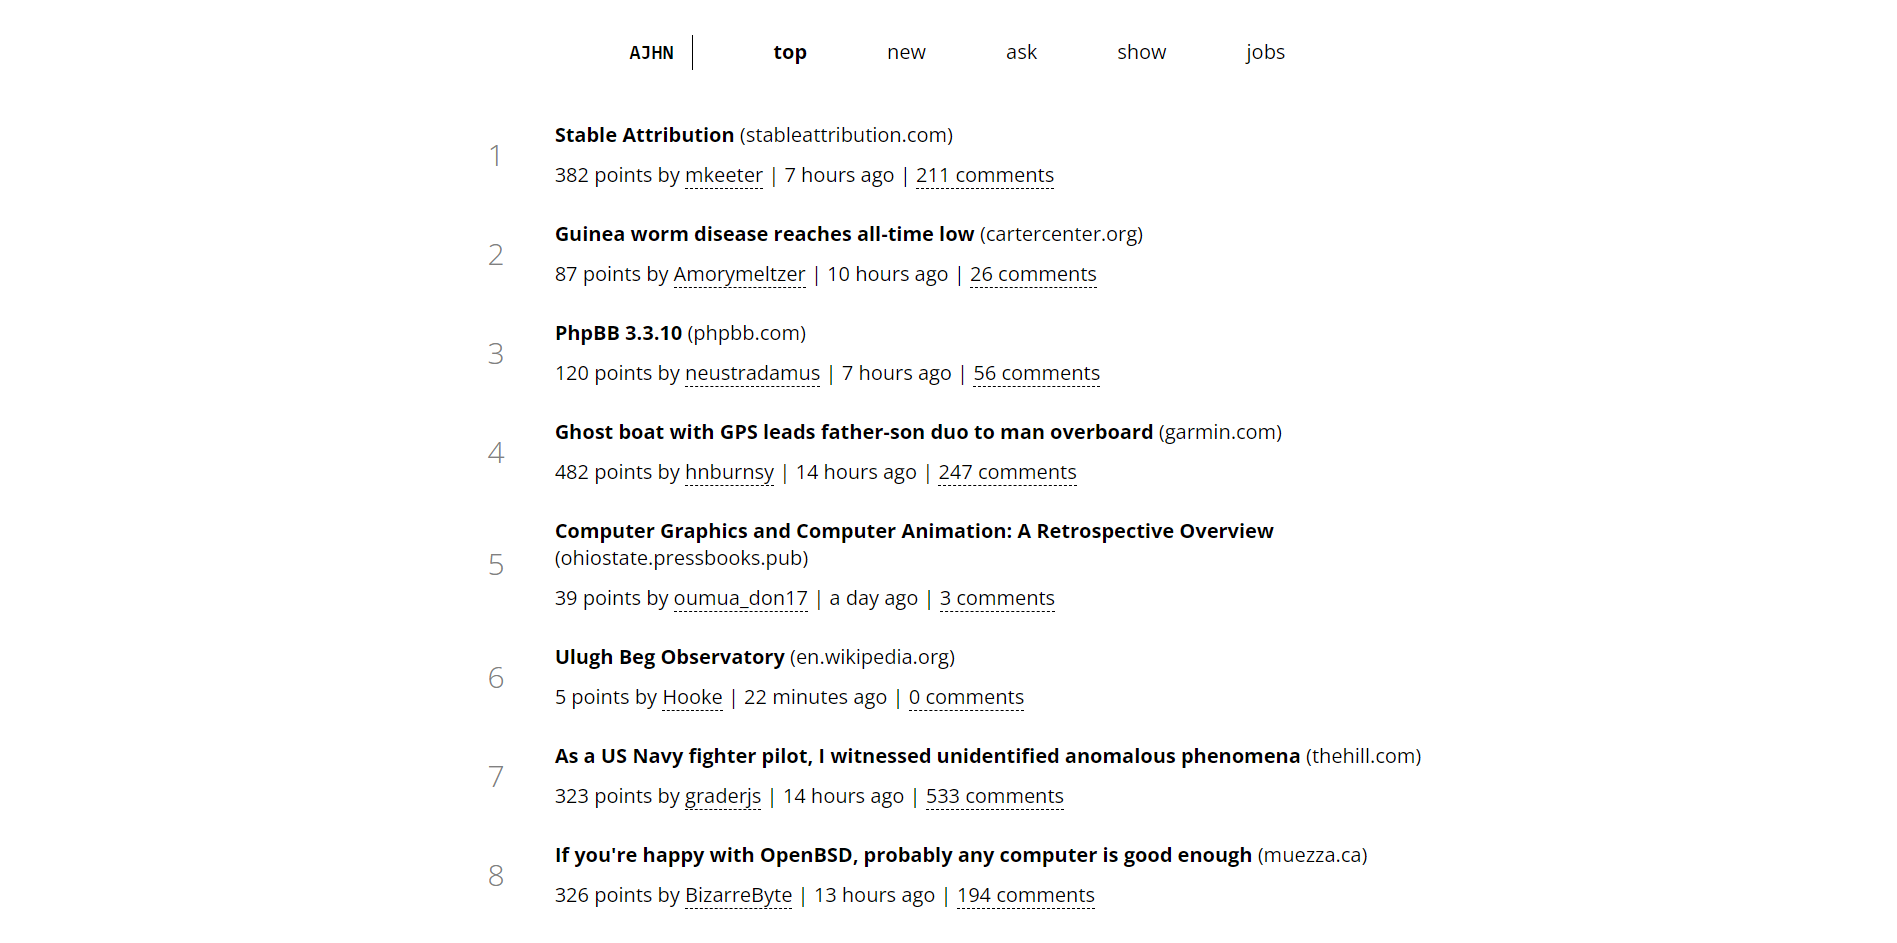 AJHN | top new ask show jobs
1
Stable Attribution (stableattribution.com)
382 points by mkeeter | 7 hours ago | 211 comments
2
Guinea worm disease reaches all-time low (cartercenter.org)
87 points by Amorymeltzer | 10 hours ago | 26 comments
3
PhpBB 3.3.10 (phpbb.com)
120 points by neustradamus | 7 hours ago | 56 comments
4
Ghost boat with GPS leads father-son duo to man overboard (garmin.com)
482 points by hnburnsy | 14 hours ago | 247 comments
5
Computer Graphics and Computer Animation: A Retrospective Overview
(ohiostate.pressbooks.pub)
39 points by oumua_don17 | a day ago | 3 comments
6
Ulugh Beg Observatory (en.wikipedia.org)
5 points by Hooke | 22 minutes ago | 0 comments
7
As a US Navy fighter pilot, I witnessed unidentified anomalous phenomena (thehill.com)
323 points by graderjs | 14 hours ago | 533 comments
8
If you're happy with OpenBSD, probably any computer is good enough (muezza.ca)
326 points by BizarreByte | 13 hours ago | 194 comments